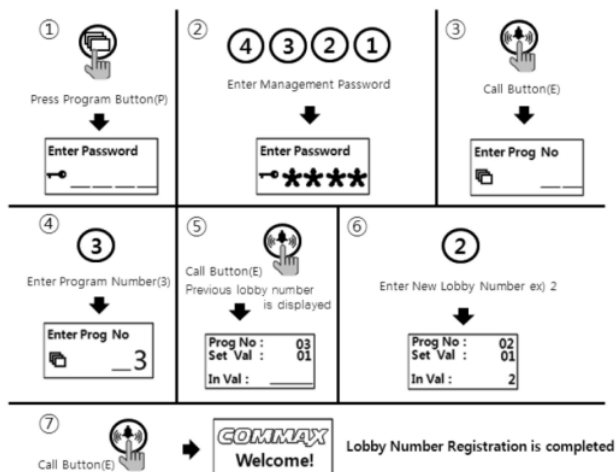 ①
Press Program Button(P)
Enter Password
_ _ _ _
②
4 3 2 1
Enter Management Password
Enter Password
****
③
Call Button(E)
Enter Prog No
_ _
④
3
Enter Program Number(3)
Enter Prog No
_3
⑤
Call Button(E)
Previous lobby number
is displayed
Prog No : 03
Set Val : 01
In Val : ____
⑥
2
Enter New Lobby Number ex) 2
Prog No : 02
Set Val : 01
In Val : 2
⑦
Call Button(E)
COMMAX
Welcome!
Lobby Number Registration is completed